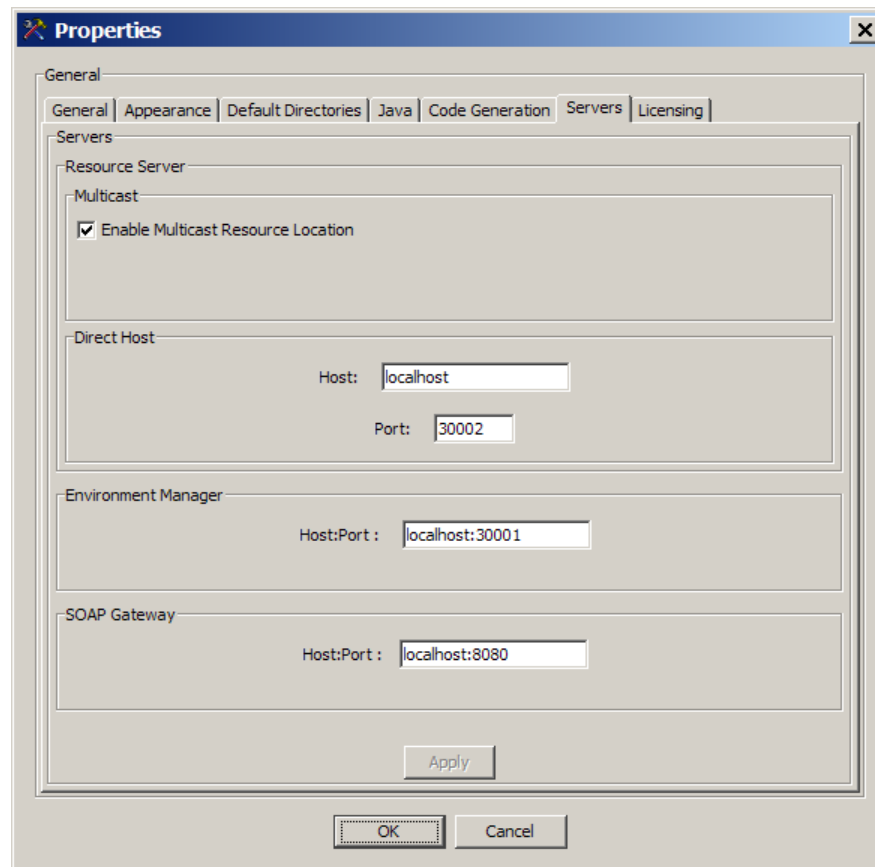 Properties
General
General Appearance Default Directories Java Code Generation Servers Licensing
Servers
Resource Server
Multicast
Enable Multicast Resource Location
Direct Host
Host: localhost
Port: 30002
Environment Manager
Host:Port : localhost:30001
SOAP Gateway
Host:Port : localhost:8080
Apply
OK Cancel